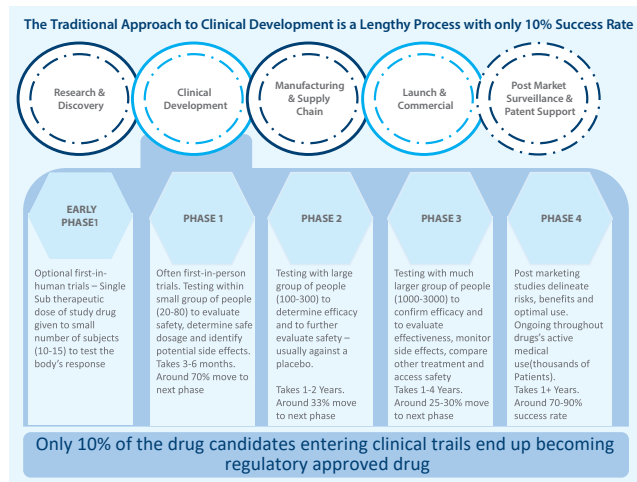 The Traditional Approach to Clinical Development is a Lengthy Process with only 10% Success Rate
Research &
Discovery
Clinical
Development
Manufacturing
& Supply
Chain
Launch &
Commercial
Post Market
Surveillance &
Patent Support
EARLY
PHASE1
Optional first-in-
human trials – Single
Sub therapeutic
dose of study drug
given to small
number of subjects
(10-15) to test the
body's response
PHASE 1
Often first-in-person
trials. Testing within
small group of people
(20-80) to evaluate
safety, determine safe
dosage and identify
potential side effects.
Takes 3-6 months.
Around 70% move to
next phase
PHASE 2
Testing with large
group of people
(100-300) to
determine efficacy
and to further
evaluate safety –
usually against a
placebo.
Takes 1-2 Years.
Around 33% move
to next phase
PHASE 3
Testing with much
larger group of people
(1000-3000) to
confirm efficacy and
to evaluate
effectiveness, monitor
side effects, compare
other treatment and
access safety
Takes 1-4 Years.
Around 25-30% move
to next phase
PHASE 4
Post marketing
studies delineate
risks, benefits and
optimal use.
Ongoing throughout
drugs's active
medical
use(thousands of
Patients).
Takes 1+ Years.
Around 70-90%
success rate
Only 10% of the drug candidates entering clinical trails end up becoming
regulatory approved drug